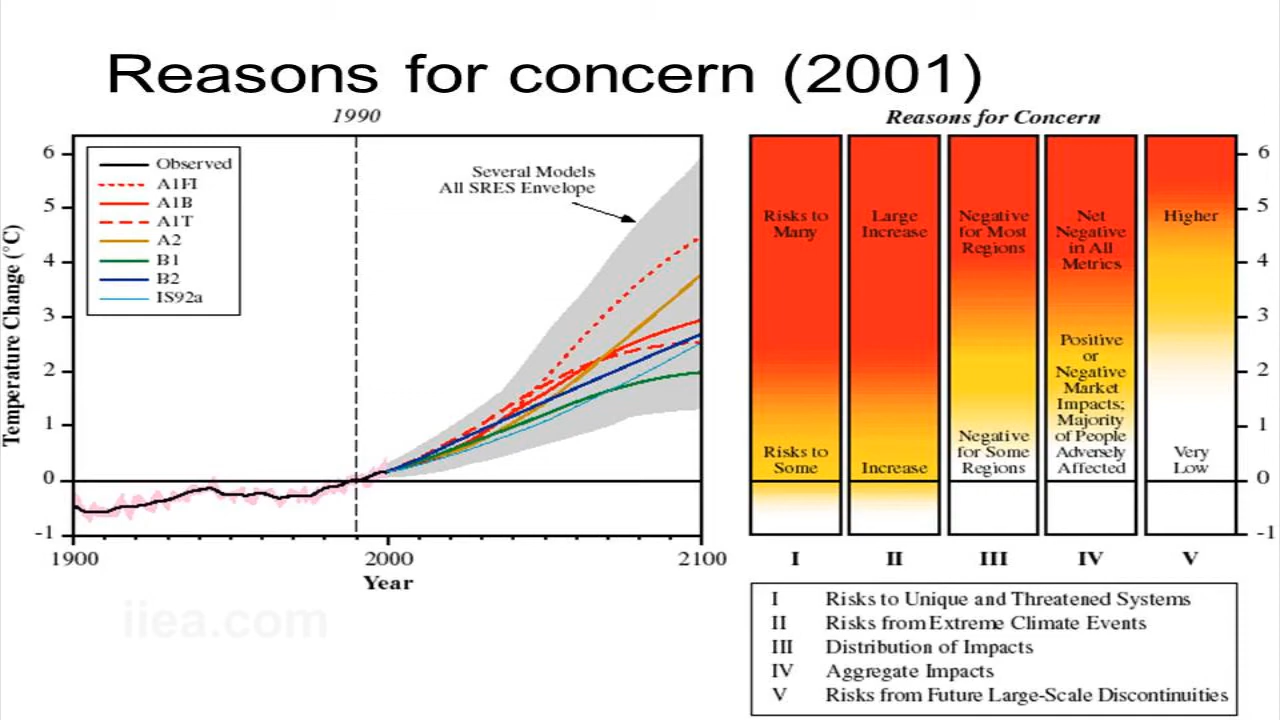 Reasons for concern (2001)
1990
Temperature Change (°C)
6
5
4
3
2
1
0
-1
Observed
A1FI
A1B
A1T
A2
B1
B2
IS92a
Several Models
All SRES Envelope
1900
2000
2100
Year
Reasons for Concern
Risks to
Many
Risks to
Some
Large
Increase
Increase
Negative
for Most
Regions
Negative
for Some
Regions
Net
Negative
in All
Metrics
Positive
or
Negative
Market
Impacts;
Majority
of People
Adversely
Affected
Higher
Very
Low
6
5
4
3
2
1
0
-1
I
II
III
IV
V
I Risks to Unique and Threatened Systems
II Risks from Extreme Climate Events
III Distribution of Impacts
IV Aggregate Impacts
V Risks from Future Large-Scale Discontinuities
iiea.com